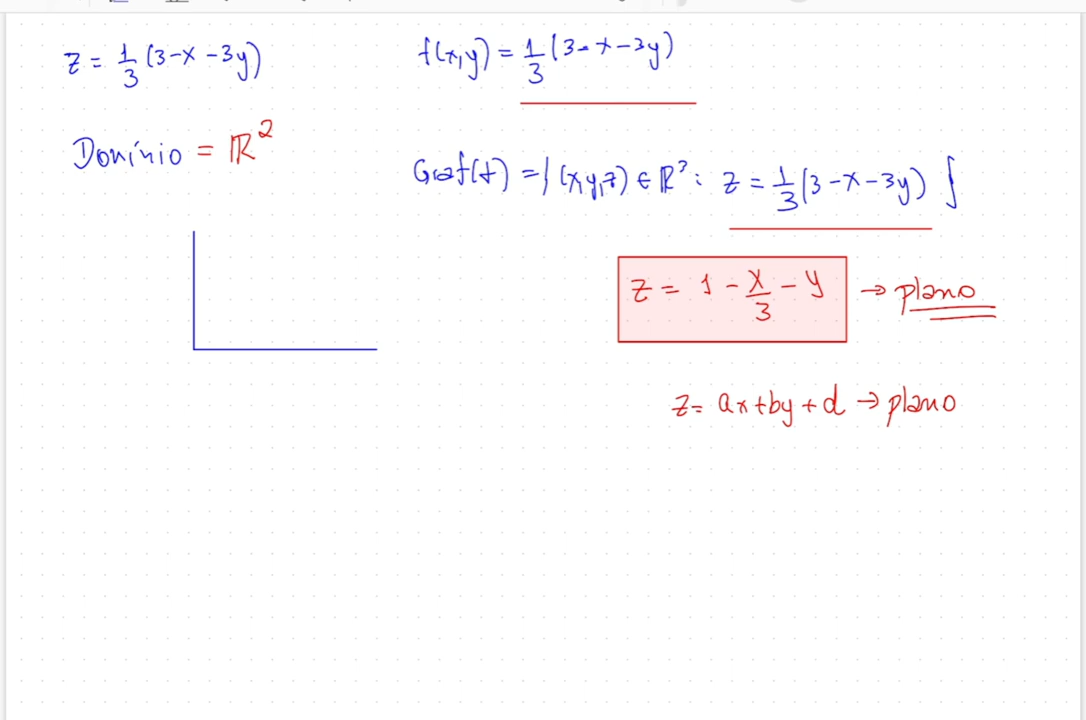 z = 1/3 (3-x-3y)
f(x,y) = 1/3 (3-x-3y)
Domínio = ℝ²
Graf(f) = { (x,y,z) ∈ ℝ³ : z = 1/3 (3-x-3y) }
z = 1 - x/3 - y → plano
z = ax+by+d → plano